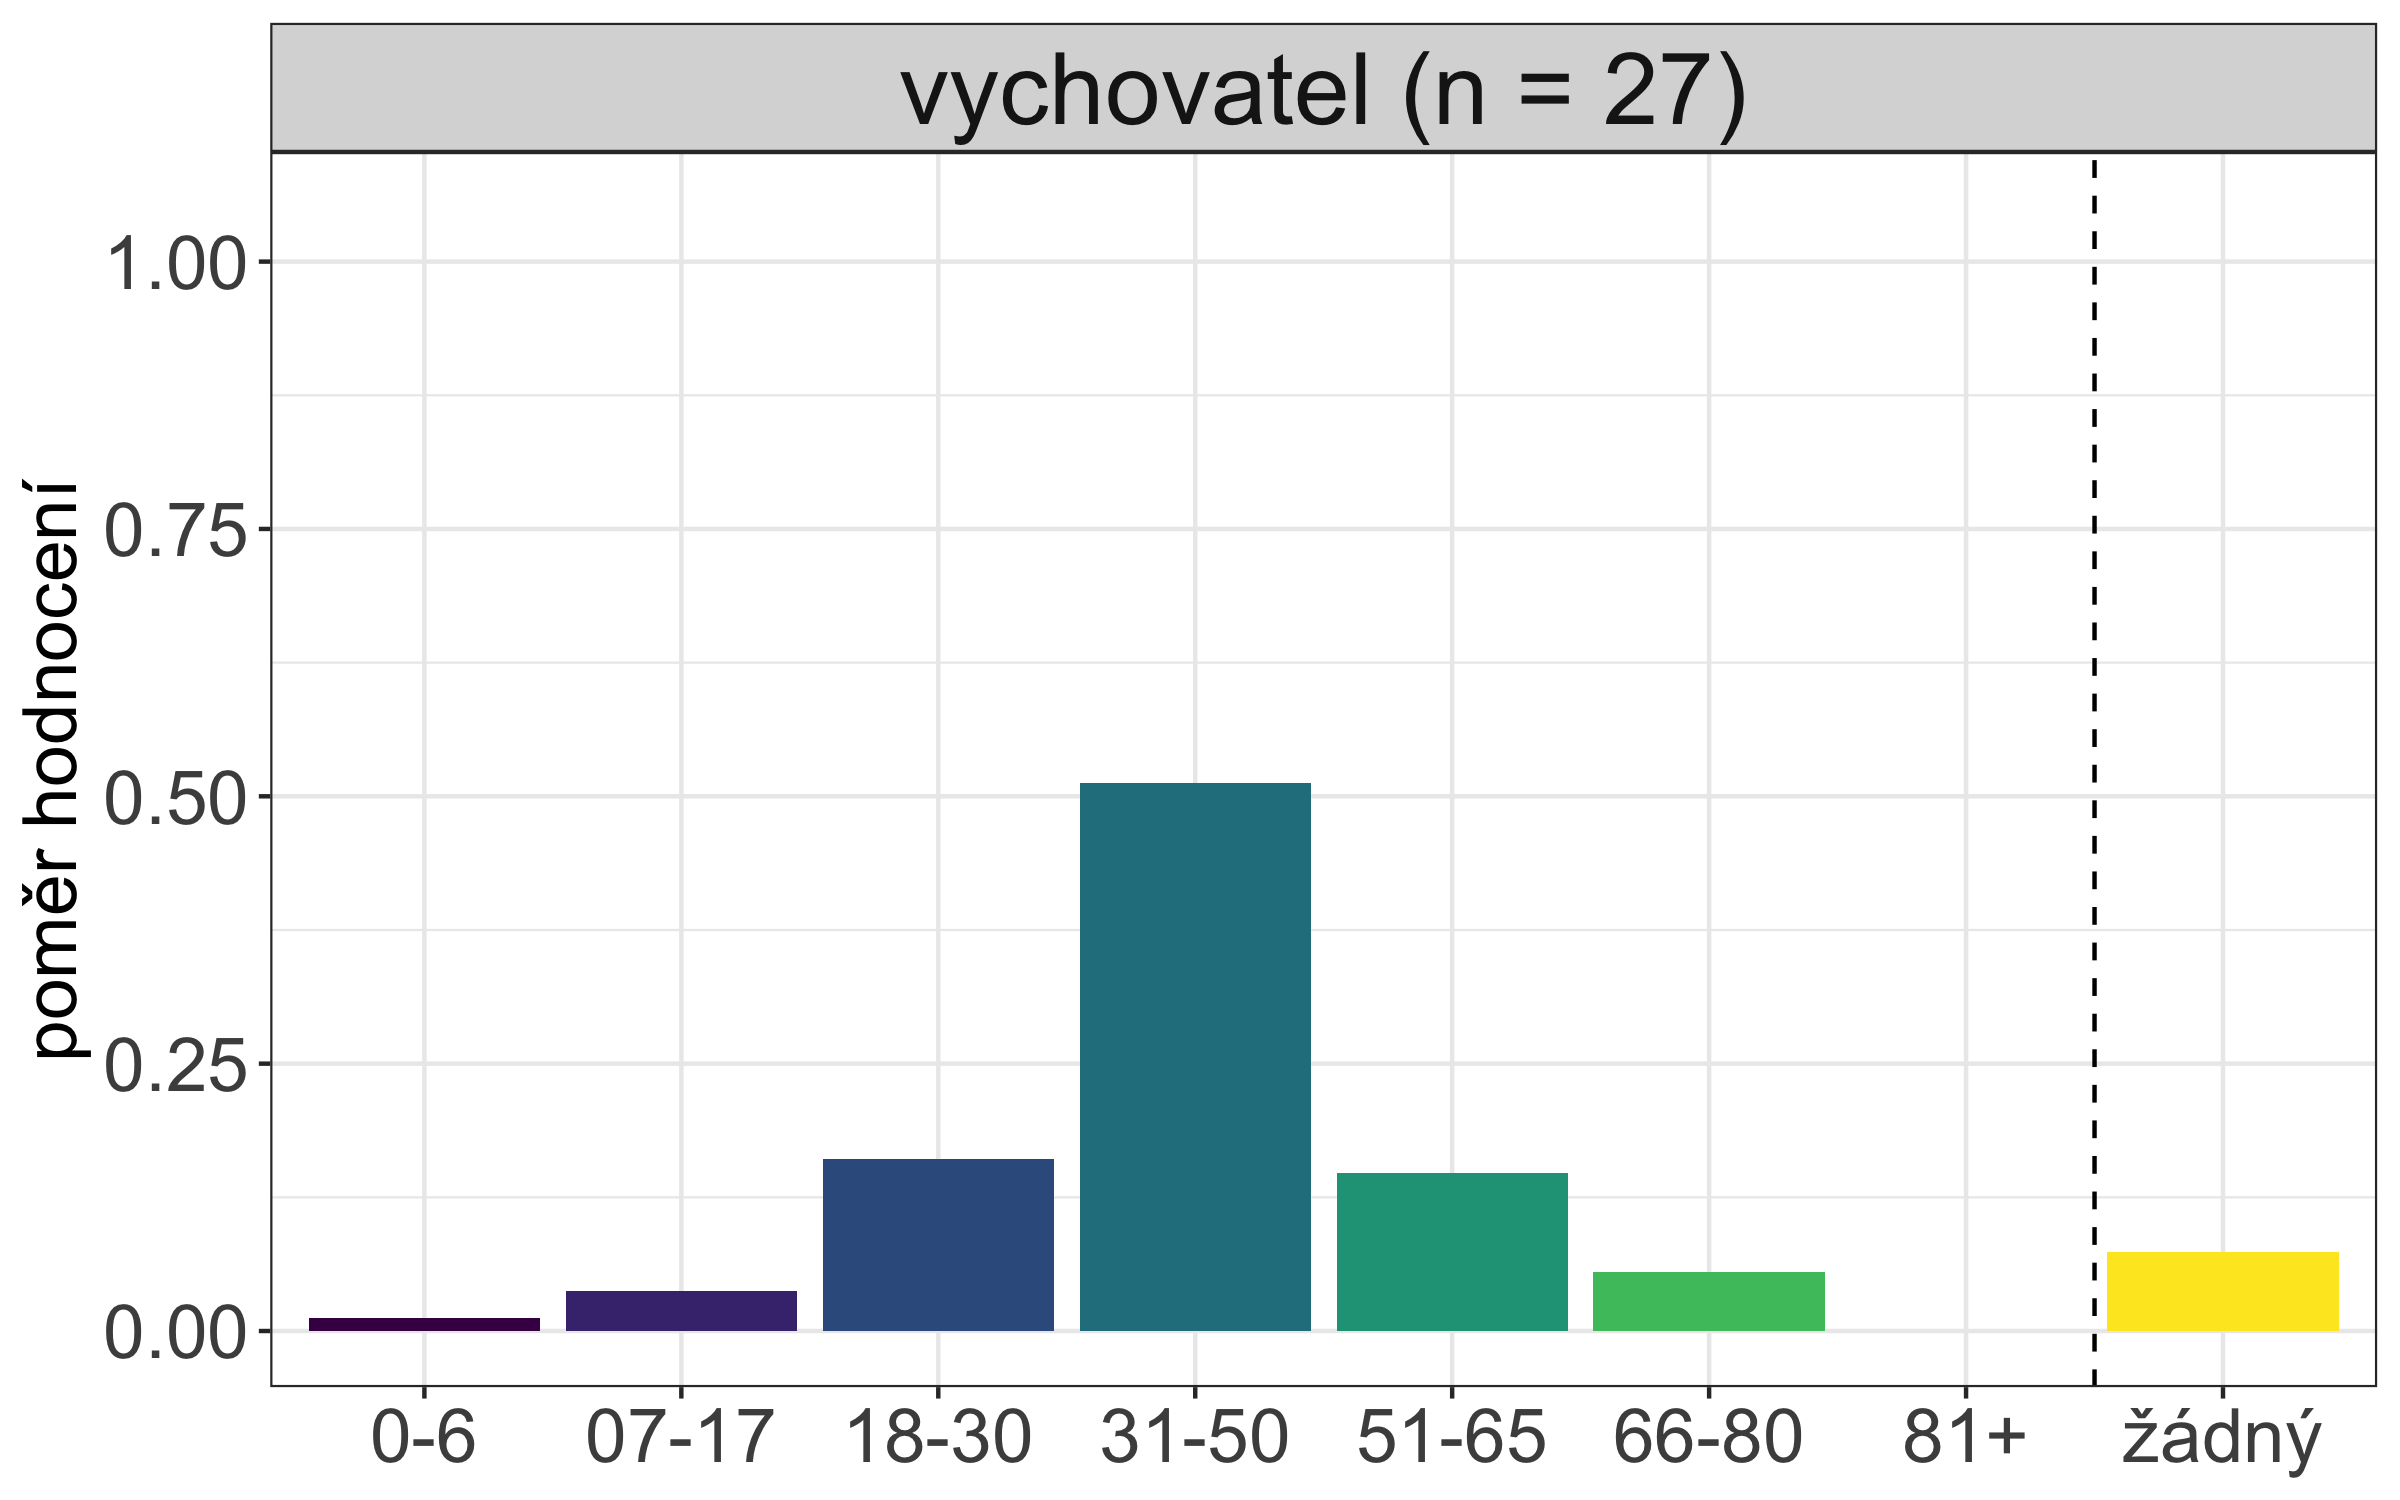 vychovatel (n = 27)
poměr hodnocení
1.00
0.75
0.50
0.25
0.00
0-6 07-17 18-30 31-50 51-65 66-80 81+ žádný